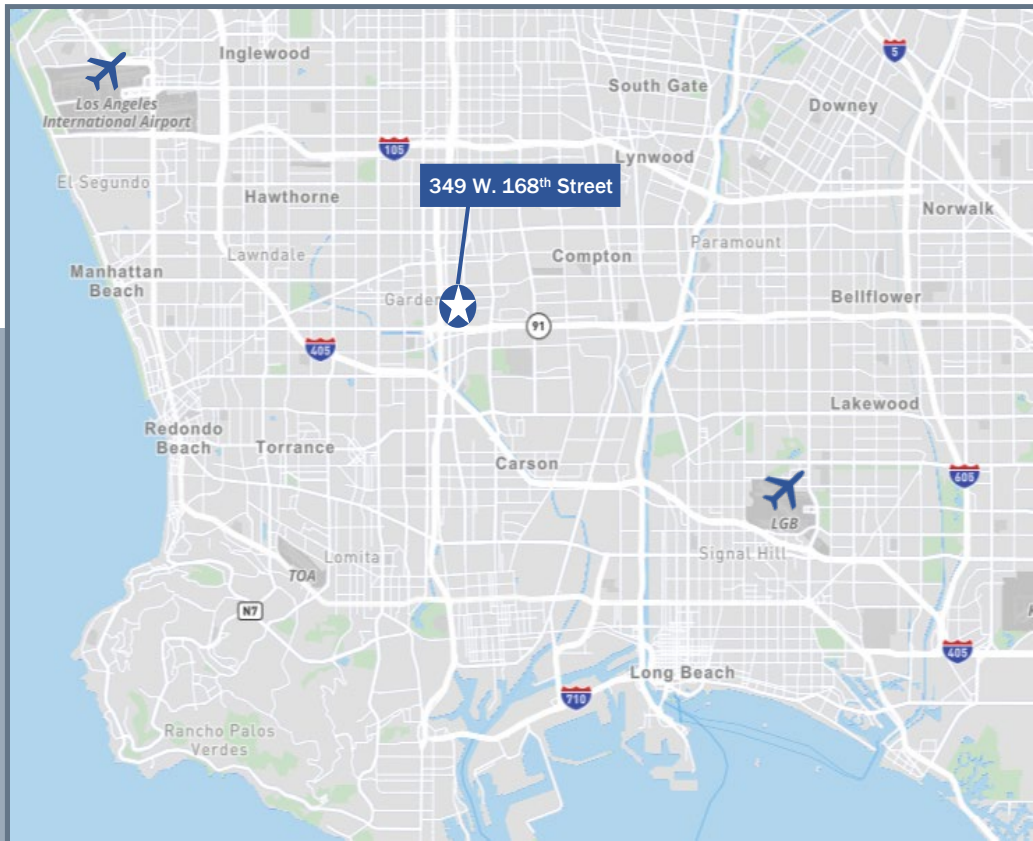 Inglewood
5
South Gate
Downey
Los Angeles
International Airport
105
Lynwood
349 W. 168th Street
El Segundo
Hawthorne
Norwalk
Lawndale
Compton
Paramount
Manhattan
Beach
Bellflower
Garden
91
405
Lakewood
Redondo
Beach
Torrance
Carson
605
LGB
Signal Hill
Lomita
TOA
N7
405
Long Beach
710
Rancho Palos
Verdes